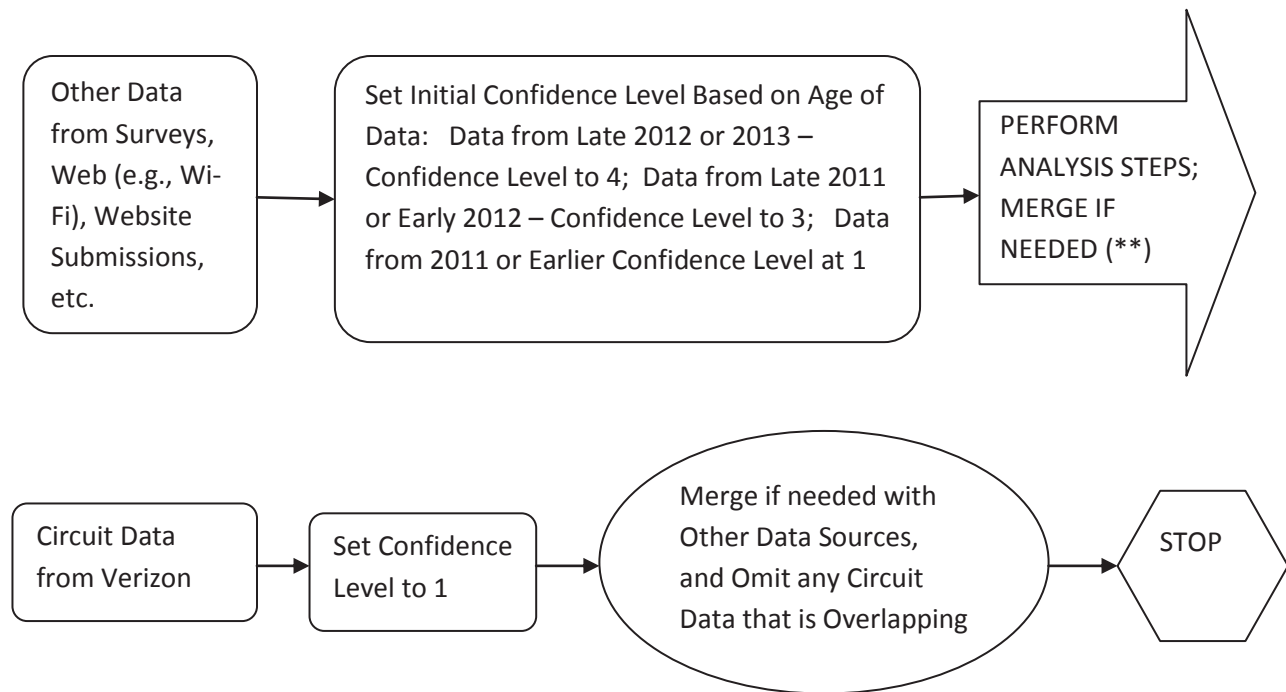 Other Data
from Surveys,
Web (e.g., Wi-
Fi), Website
Submissions,
etc.
Set Initial Confidence Level Based on Age of
Data: Data from Late 2012 or 2013 –
Confidence Level to 4; Data from Late 2011
or Early 2012 – Confidence Level to 3; Data
from 2011 or Earlier Confidence Level at 1
PERFORM
ANALYSIS STEPS;
MERGE IF
NEEDED (**)
Circuit Data
from Verizon
Set Confidence
Level to 1
Merge if needed with
Other Data Sources,
and Omit any Circuit
Data that is Overlapping
STOP